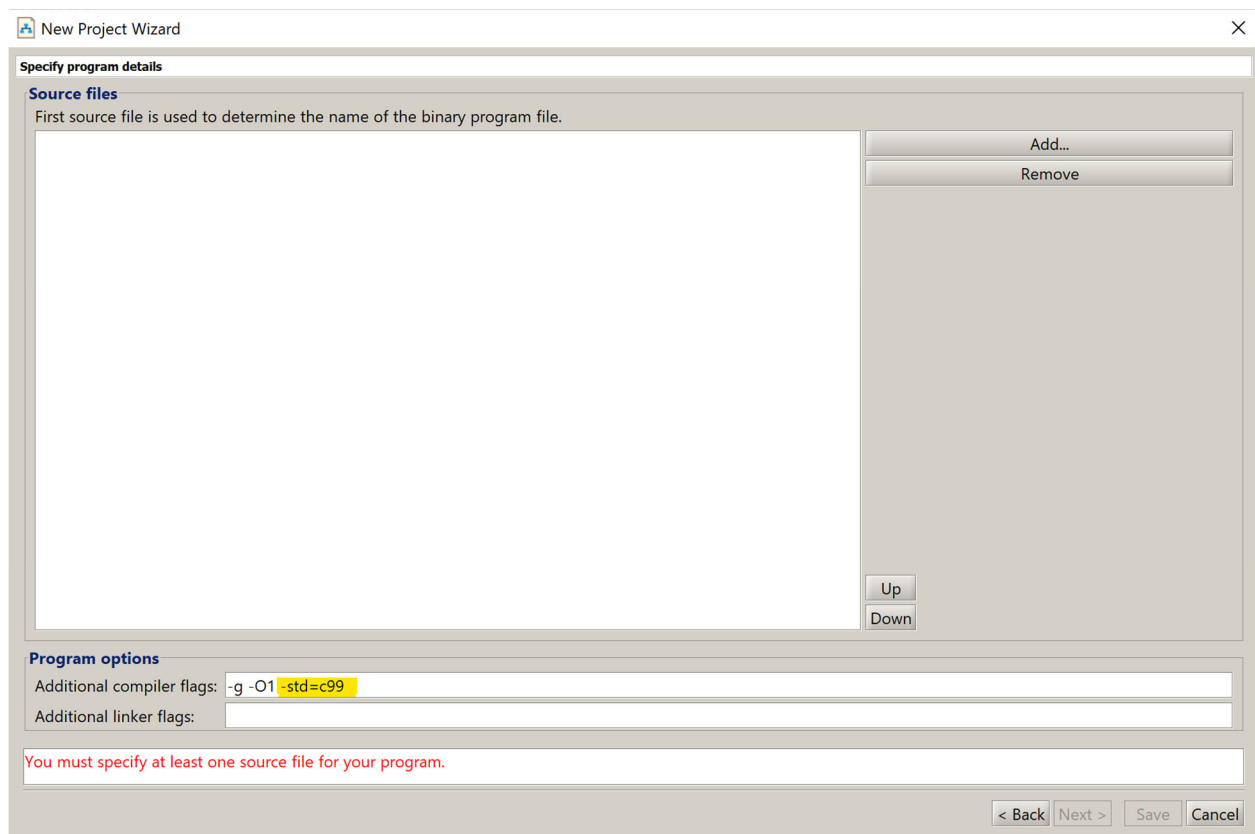 New Project Wizard
Specify program details
Source files
First source file is used to determine the name of the binary program file.
Add...
Remove
Up
Down
Program options
Additional compiler flags: -g -O1 -std=c99
Additional linker flags:
You must specify at least one source file for your program.
< Back Next > Save Cancel